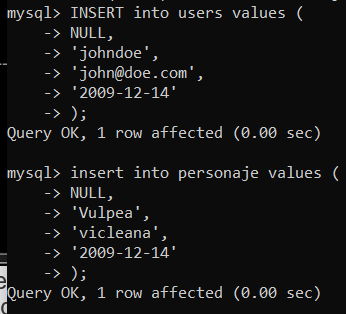 mysql> INSERT into users values (
    -> NULL,
    -> 'johndoe',
    -> 'john@doe.com',
    -> '2009-12-14'
    -> );
Query OK, 1 row affected (0.00 sec)

mysql> insert into personaje values (
    -> NULL,
    -> 'Vulpea',
    -> 'vicleana',
    -> '2009-12-14'
    -> );
Query OK, 1 row affected (0.00 sec)